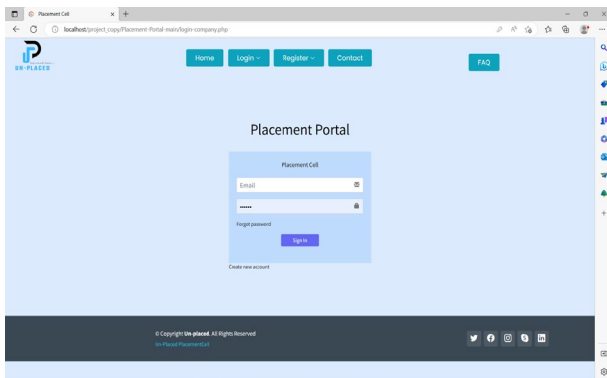 Placement Cell
localhost/project_copy/Placement-Portal-main/login-company.php
UN-PLACED
Home
Login
Register
Contact
FAQ
Placement Portal
Placement Cell
Email
Forgot password
Sign In
Create new account
© Copyright Un-placed. All Rights Reserved
Un-Placed PlacementCell